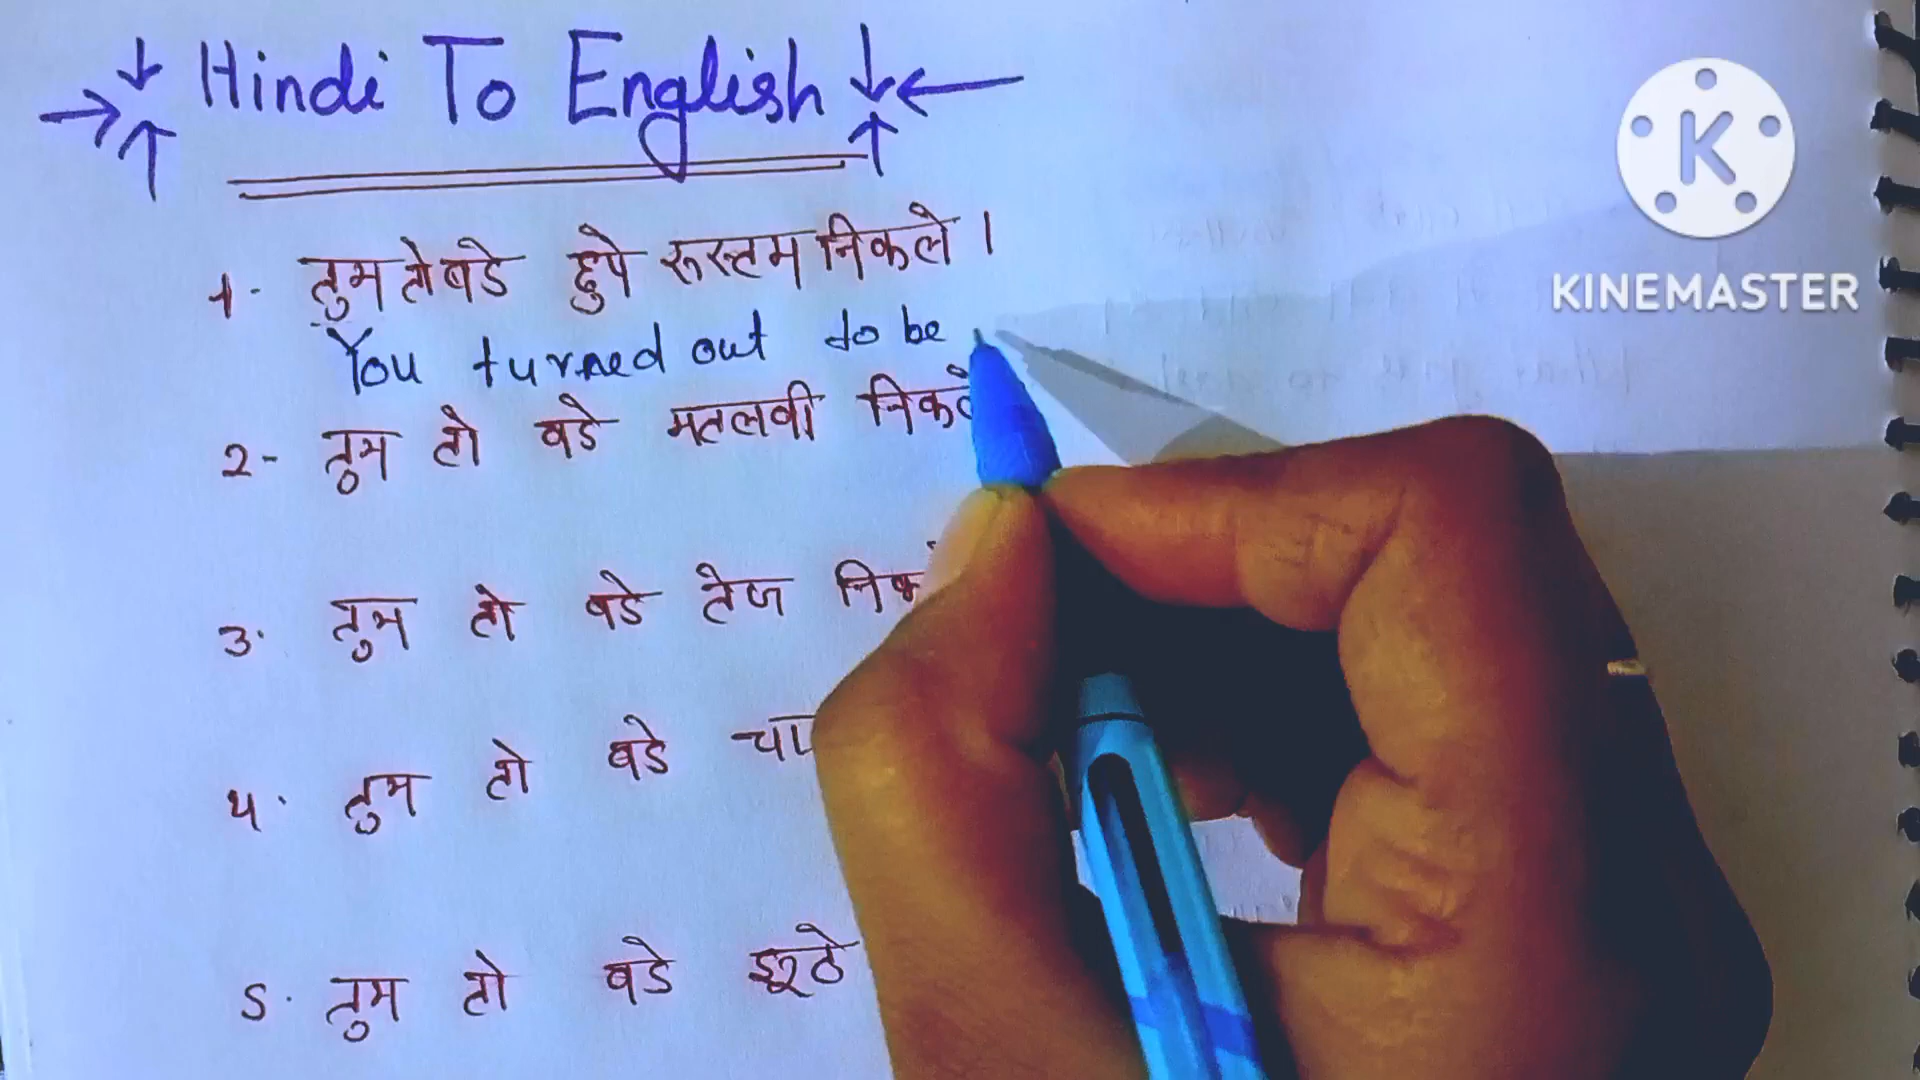 Hindi To English
1. तुम तो बडे छुपे रूस्तम निकले ।
You turned out to be
2- तुम तो बडे मतलबी
3. तुम तो बडे तेज
4. तुम तो बडे
5. तुम तो बडे झूठे
K
KINEMASTER